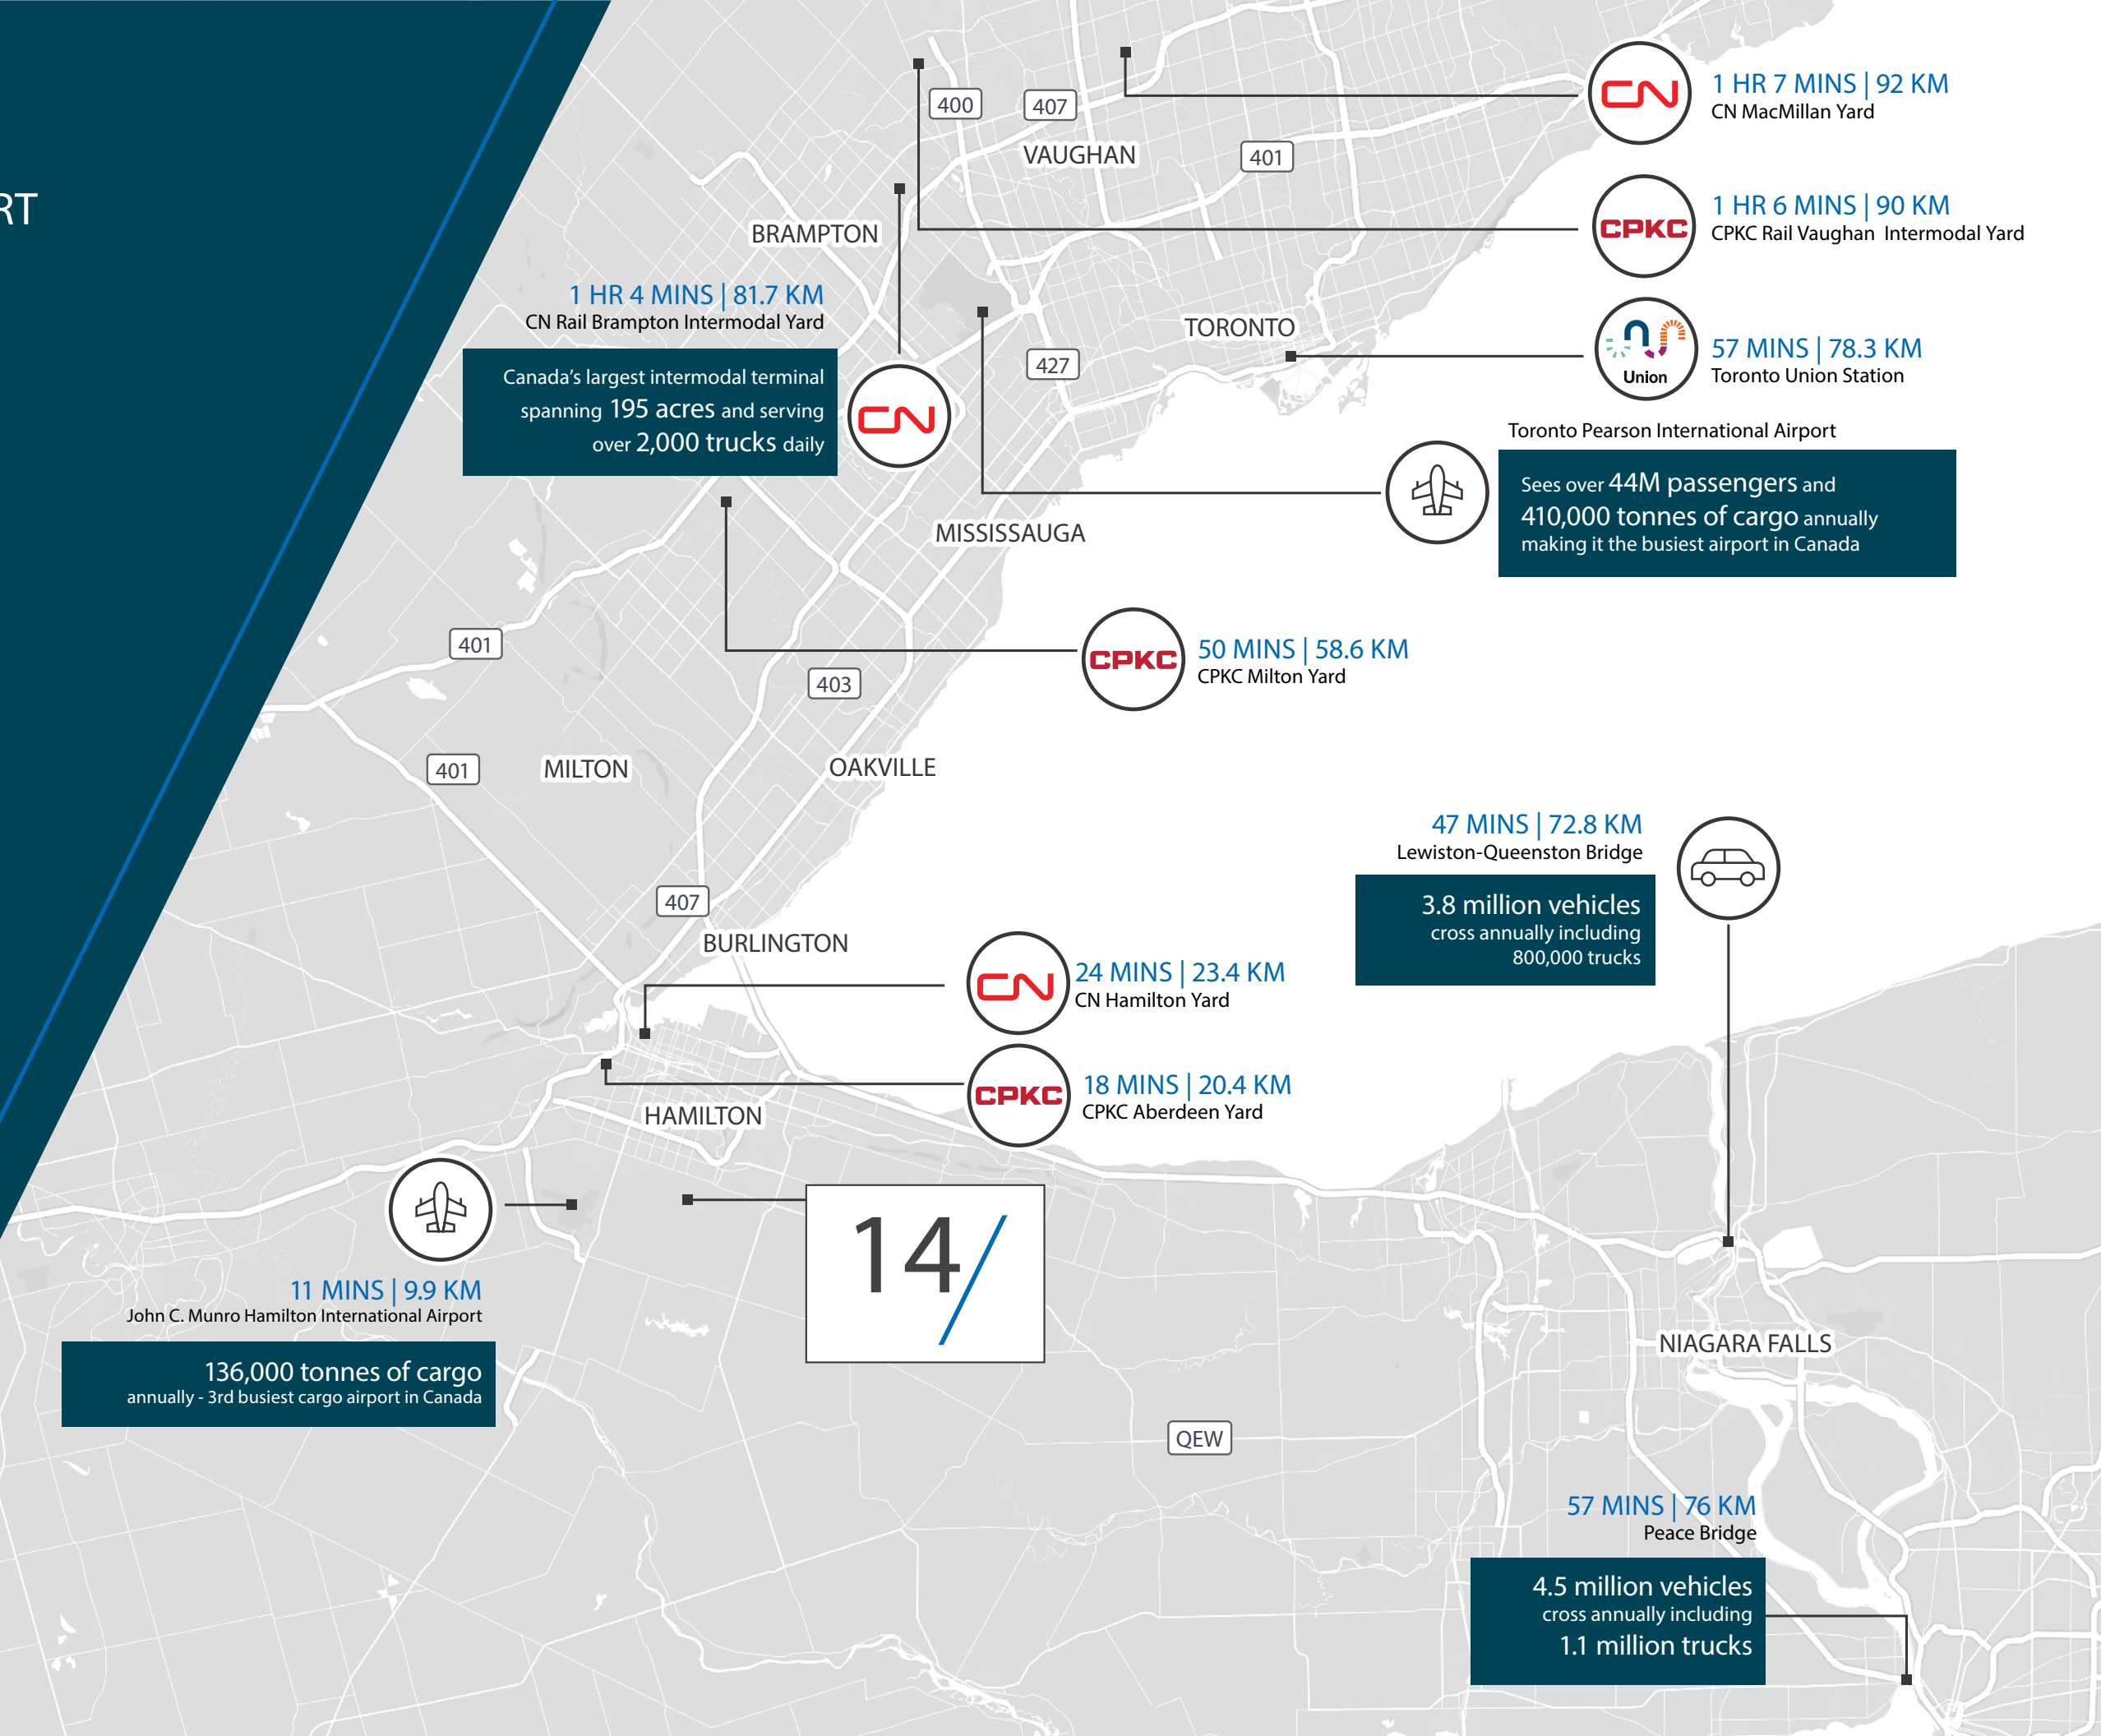 RT
1 HR 7 MINS | 92 KM
CN MacMillan Yard
CN
400
407
VAUGHAN
401
1 HR 6 MINS | 90 KM
CPKC Rail Vaughan Intermodal Yard
CPKC
BRAMPTON
1 HR 4 MINS | 81.7 KM
CN Rail Brampton Intermodal Yard
Canada’s largest intermodal terminal
spanning 195 acres and serving
over 2,000 trucks daily
CN
TORONTO
427
Union
57 MINS | 78.3 KM
Toronto Union Station
Toronto Pearson International Airport
Sees over 44M passengers and
410,000 tonnes of cargo annually
making it the busiest airport in Canada
MISSISSAUGA
401
CPKC
50 MINS | 58.6 KM
CPKC Milton Yard
403
401
MILTON
OAKVILLE
47 MINS | 72.8 KM
Lewiston-Queenston Bridge
3.8 million vehicles
cross annually including
800,000 trucks
407
BURLINGTON
CN
24 MINS | 23.4 KM
CN Hamilton Yard
CPKC
18 MINS | 20.4 KM
CPKC Aberdeen Yard
HAMILTON
14/
11 MINS | 9.9 KM
John C. Munro Hamilton International Airport
136,000 tonnes of cargo
annually - 3rd busiest cargo airport in Canada
NIAGARA FALLS
QEW
57 MINS | 76 KM
Peace Bridge
4.5 million vehicles
cross annually including
1.1 million trucks